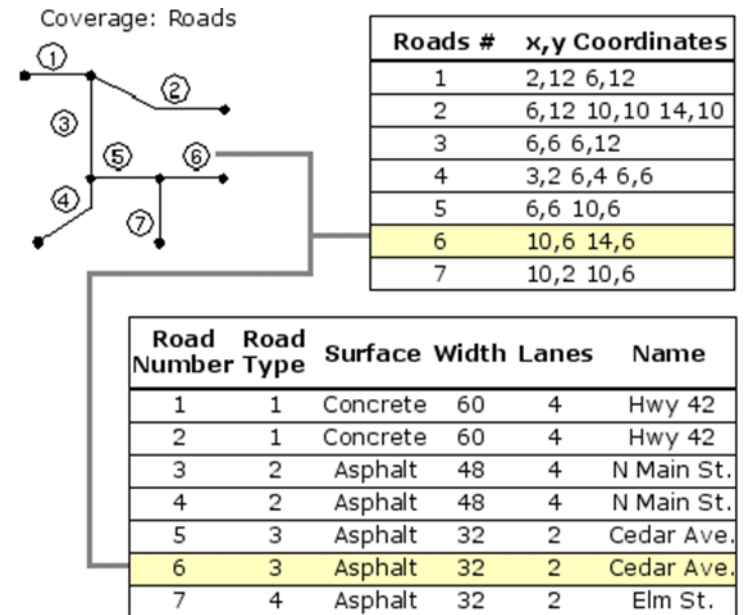 Coverage: Roads
1
2
3
5
6
4
7
Roads # x,y Coordinates
1 2,12 6,12
2 6,12 10,10 14,10
3 6,6 6,12
4 3,2 6,4 6,6
5 6,6 10,6
6 10,6 14,6
7 10,2 10,6
Road Road
Number Type Surface Width Lanes Name
1 1 Concrete 60 4 Hwy 42
2 1 Concrete 60 4 Hwy 42
3 2 Asphalt 48 4 N Main St.
4 2 Asphalt 48 4 N Main St.
5 3 Asphalt 32 2 Cedar Ave.
6 3 Asphalt 32 2 Cedar Ave.
7 4 Asphalt 32 2 Elm St.